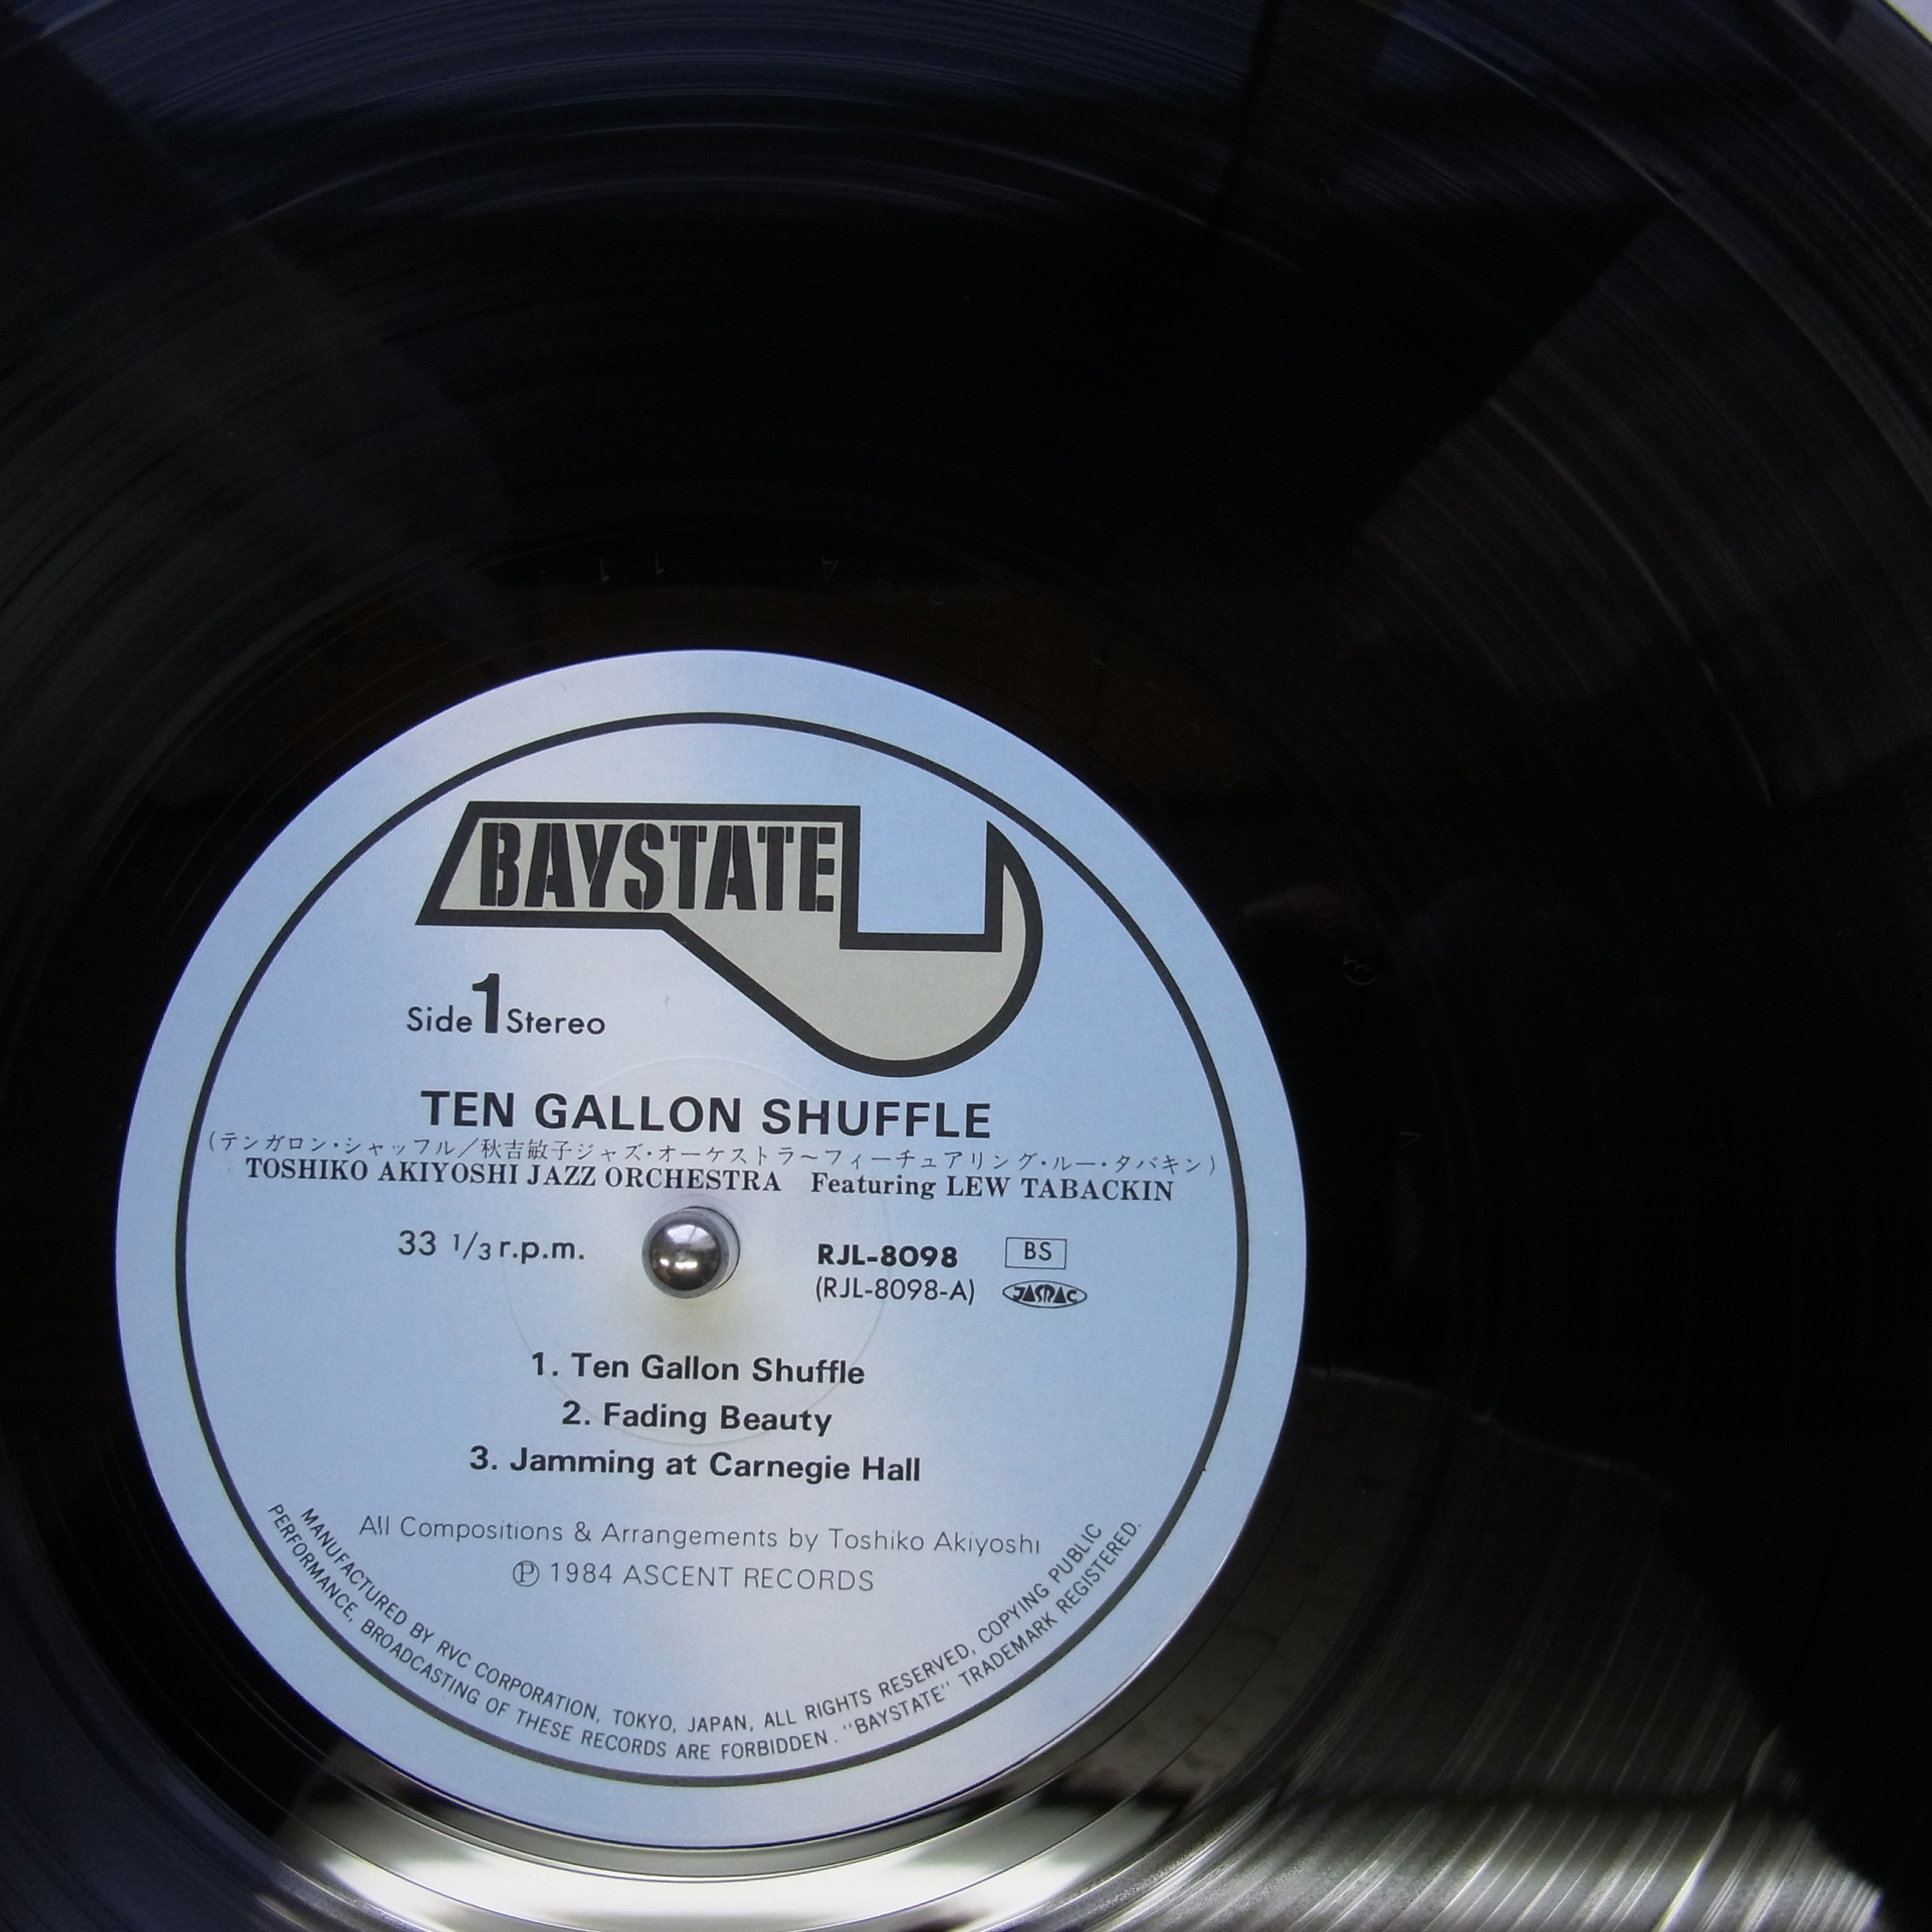 BAYSTATE
Side 1 Stereo
TEN GALLON SHUFFLE
(テンガロン・シャッフル／秋吉敏子ジャズ・オーケストラ～フィーチュアリング・ルー・タバキン)
TOSHIKO AKIYOSHI JAZZ ORCHESTRA Featuring LEW TABACKIN
33 1/3 r.p.m.
RJL-8098 BS
(RJL-8098-A) JASRAC
1. Ten Gallon Shuffle
2. Fading Beauty
3. Jamming at Carnegie Hall
All Compositions & Arrangements by Toshiko Akiyoshi
Ⓟ 1984 ASCENT RECORDS
MANUFACTURED BY RVC CORPORATION, TOKYO, JAPAN, ALL RIGHTS RESERVED, COPYING PUBLIC
PERFORMANCE, BROADCASTING OF THESE RECORDS ARE FORBIDDEN. "BAYSTATE" TRADEMARK REGISTERED.